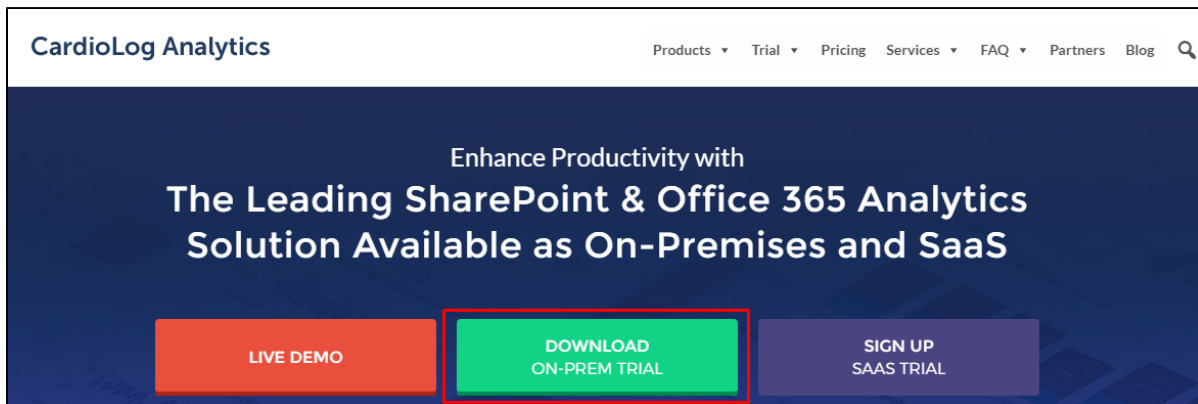 CardioLog Analytics
Products Trial Pricing Services FAQ Partners Blog
Enhance Productivity with
The Leading SharePoint & Office 365 Analytics
Solution Available as On-Premises and SaaS
LIVE DEMO
DOWNLOAD
ON-PREM TRIAL
SIGN UP
SAAS TRIAL